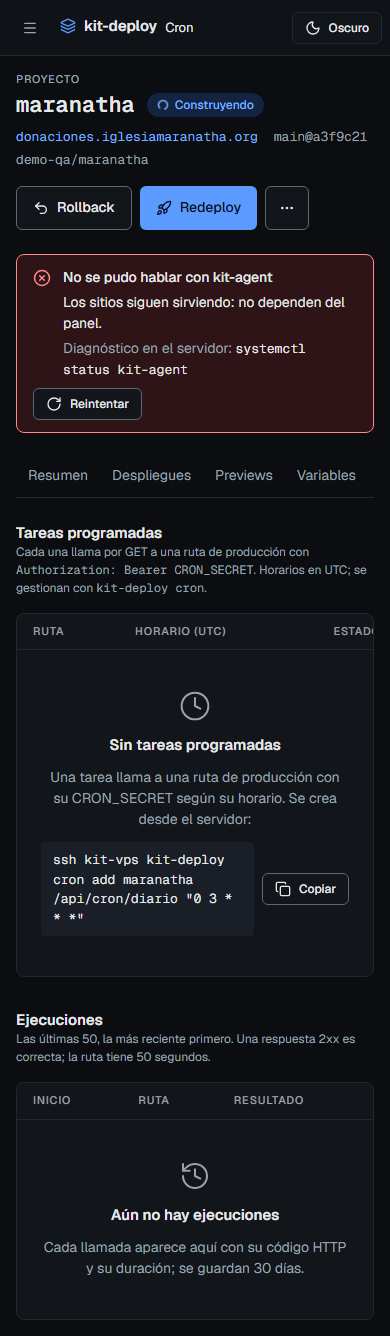 kit-deploy Cron
Oscuro
PROYECTO
maranatha
Construyendo
donaciones.iglesiamaranatha.org main@a3f9c21
demo-qa/maranatha
Rollback
Redeploy
No se pudo hablar con kit-agent
Los sitios siguen sirviendo: no dependen del
panel.
Diagnóstico en el servidor: systemctl
status kit-agent
Reintentar
Resumen Despliegues Previews Variables
Tareas programadas
Cada una llama por GET a una ruta de producción con
Authorization: Bearer CRON_SECRET. Horarios en UTC; se
gestionan con kit-deploy cron.
RUTA HORARIO (UTC) ESTADO
Sin tareas programadas
Una tarea llama a una ruta de producción con
su CRON_SECRET según su horario. Se crea
desde el servidor:
ssh kit-vps kit-deploy
cron add maranatha
/api/cron/diario "0 3 *
* *"
Copiar
Ejecuciones
Las últimas 50, la más reciente primero. Una respuesta 2xx es
correcta; la ruta tiene 50 segundos.
INICIO RUTA RESULTADO
Aún no hay ejecuciones
Cada llamada aparece aquí con su código HTTP
y su duración; se guardan 30 días.